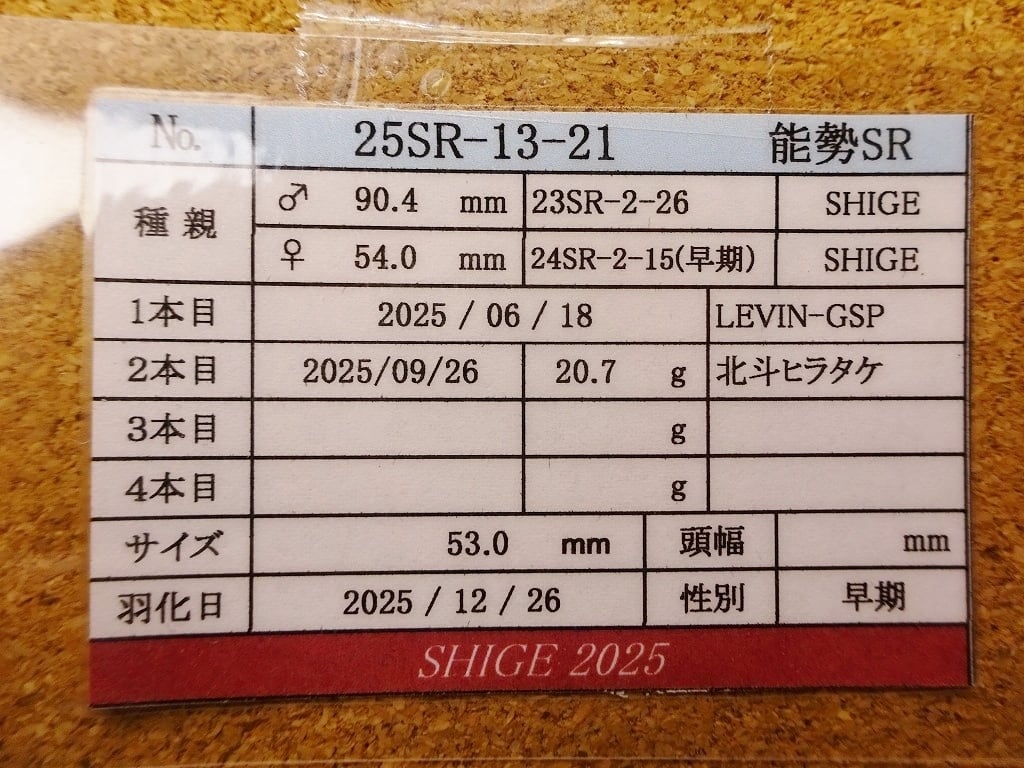 No. 25SR-13-21 能勢SR
種親 ♂ 90.4 mm 23SR-2-26 SHIGE
♀ 54.0 mm 24SR-2-15(早期) SHIGE
1本目 2025 / 06 / 18 LEVIN-GSP
2本目 2025/09/26 20.7 g 北斗ヒラタケ
3本目 g
4本目 g
サイズ 53.0 mm 頭幅 mm
羽化日 2025 / 12 / 26 性別 早期
SHIGE 2025